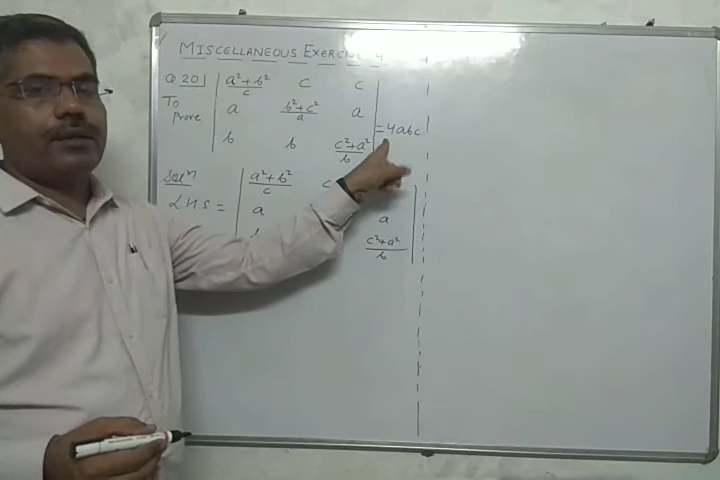 MISCELLANEOUS EXERCISE 4
Q 20) | a²+b²/c c c |
To Prove | a b²+c²/a a | = 4abc
| b b c²+a²/b |
Solⁿ | a²+b²/c c
LHS = | a a |
c²+a²/b |